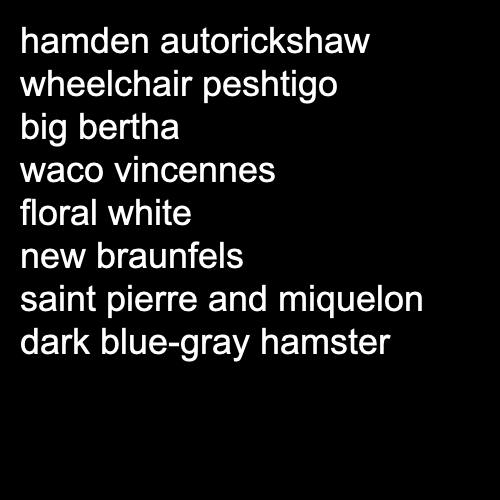 hamden autorickshaw
wheelchair peshtigo
big bertha
waco vincennes
floral white
new braunfels
saint pierre and miquelon
dark blue-gray hamster